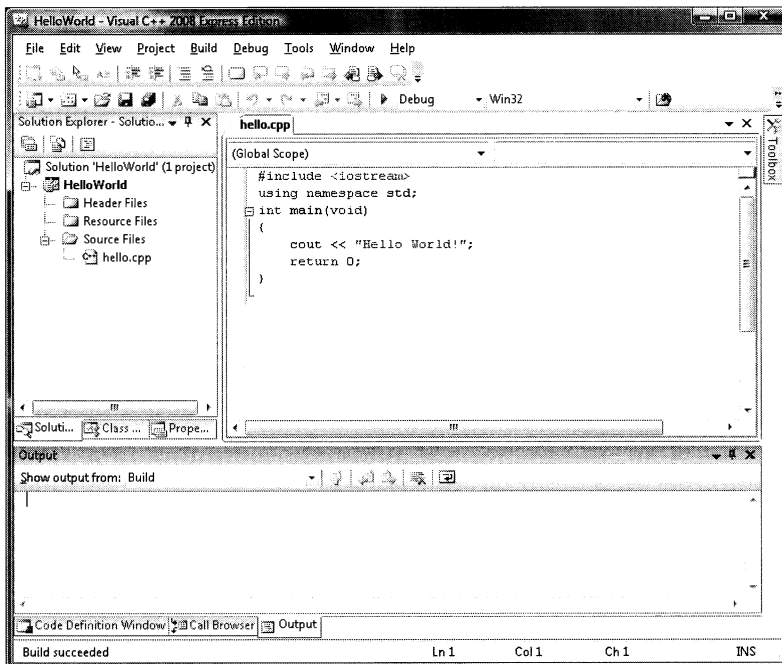 HelloWorld - Visual C++ 2008 Express Edition
File Edit View Project Build Debug Tools Window Help
Debug Win32
Solution Explorer - Solutio...
hello.cpp
Toolbox
(Global Scope)
Solution 'HelloWorld' (1 project)
HelloWorld
Header Files
Resource Files
Source Files
hello.cpp
#include <iostream>
using namespace std;
int main(void)
{
cout << "Hello World!";
return 0;
}
Soluti... Class ... Prope...
Output
Show output from: Build
Code Definition Window Call Browser Output
Build succeeded Ln 1 Col 1 Ch 1 INS